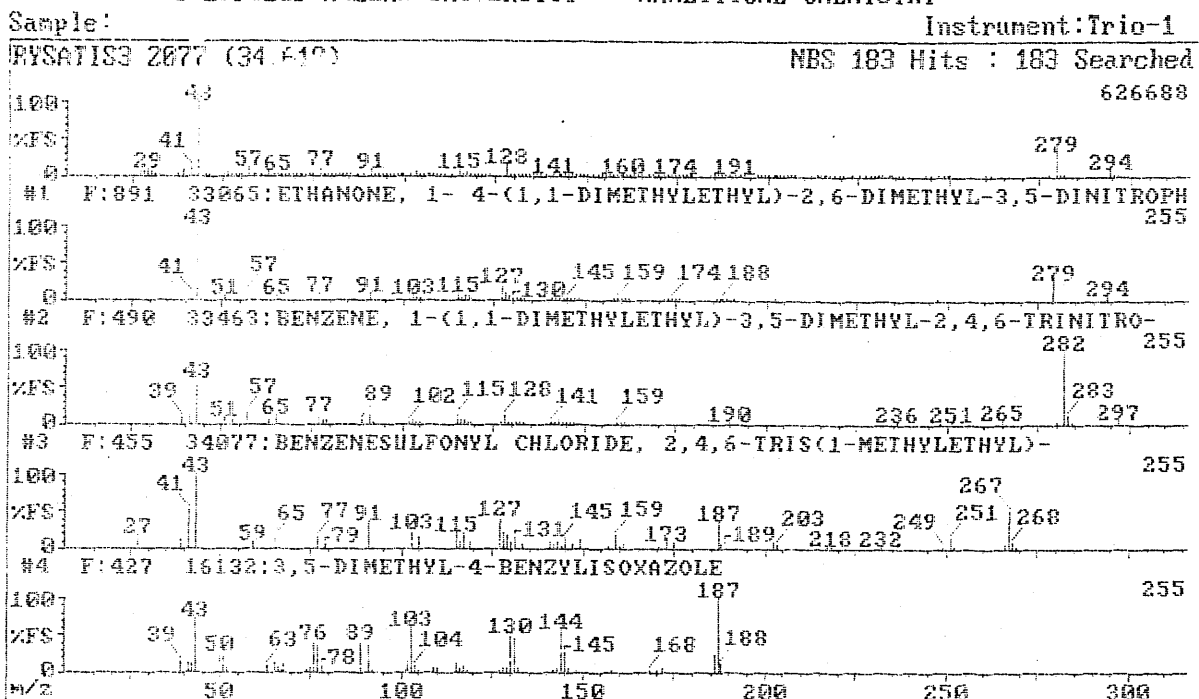 ANALYTICAL CHEMISTRY
Sample: Instrument:Trio-1
RYSATIS3 2077 NBS 183 Hits : 183 Searched
43 626688
100
%FS 41 29 57 65 77 91 115 128 141 160 174 191 279 294
0
#1 F:891 33065:ETHANONE, 1- 4-(1,1-DIMETHYLETHYL)-2,6-DIMETHYL-3,5-DINITROPH
43 255
100
%FS 41 51 57 65 77 91 103 115 127 -130 145 159 174 188 279 294
0
#2 F:490 33463:BENZENE, 1-(1,1-DIMETHYLETHYL)-3,5-DIMETHYL-2,4,6-TRINITRO-
282 255
100
%FS 39 43 51 57 65 77 89 102 115 128 141 159 190 236 251 265 283 297
0
#3 F:455 34077:BENZENESULFONYL CHLORIDE, 2,4,6-TRIS(1-METHYLETHYL)-
43 255
100
%FS 27 41 59 65 77 -79 91 103 115 127 -131 145 159 173 187 -189 203 218 232 249 251 267 268
0
#4 F:427 16132:3,5-DIMETHYL-4-BENZYLISOXAZOLE
187 255
100
%FS 39 43 50 63 76 -78 89 103 104 130 144 -145 168 188
0
M/z 50 100 150 200 250 300